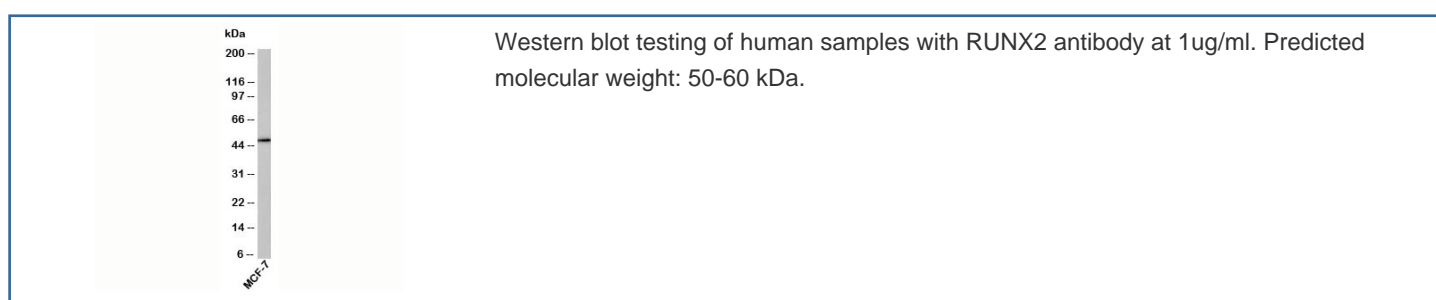 kDa
200 –
116 –
97 –
66 –
44 –
31 –
22 –
14 –
6 –
MCF-7
Western blot testing of human samples with RUNX2 antibody at 1ug/ml. Predicted
molecular weight: 50-60 kDa.